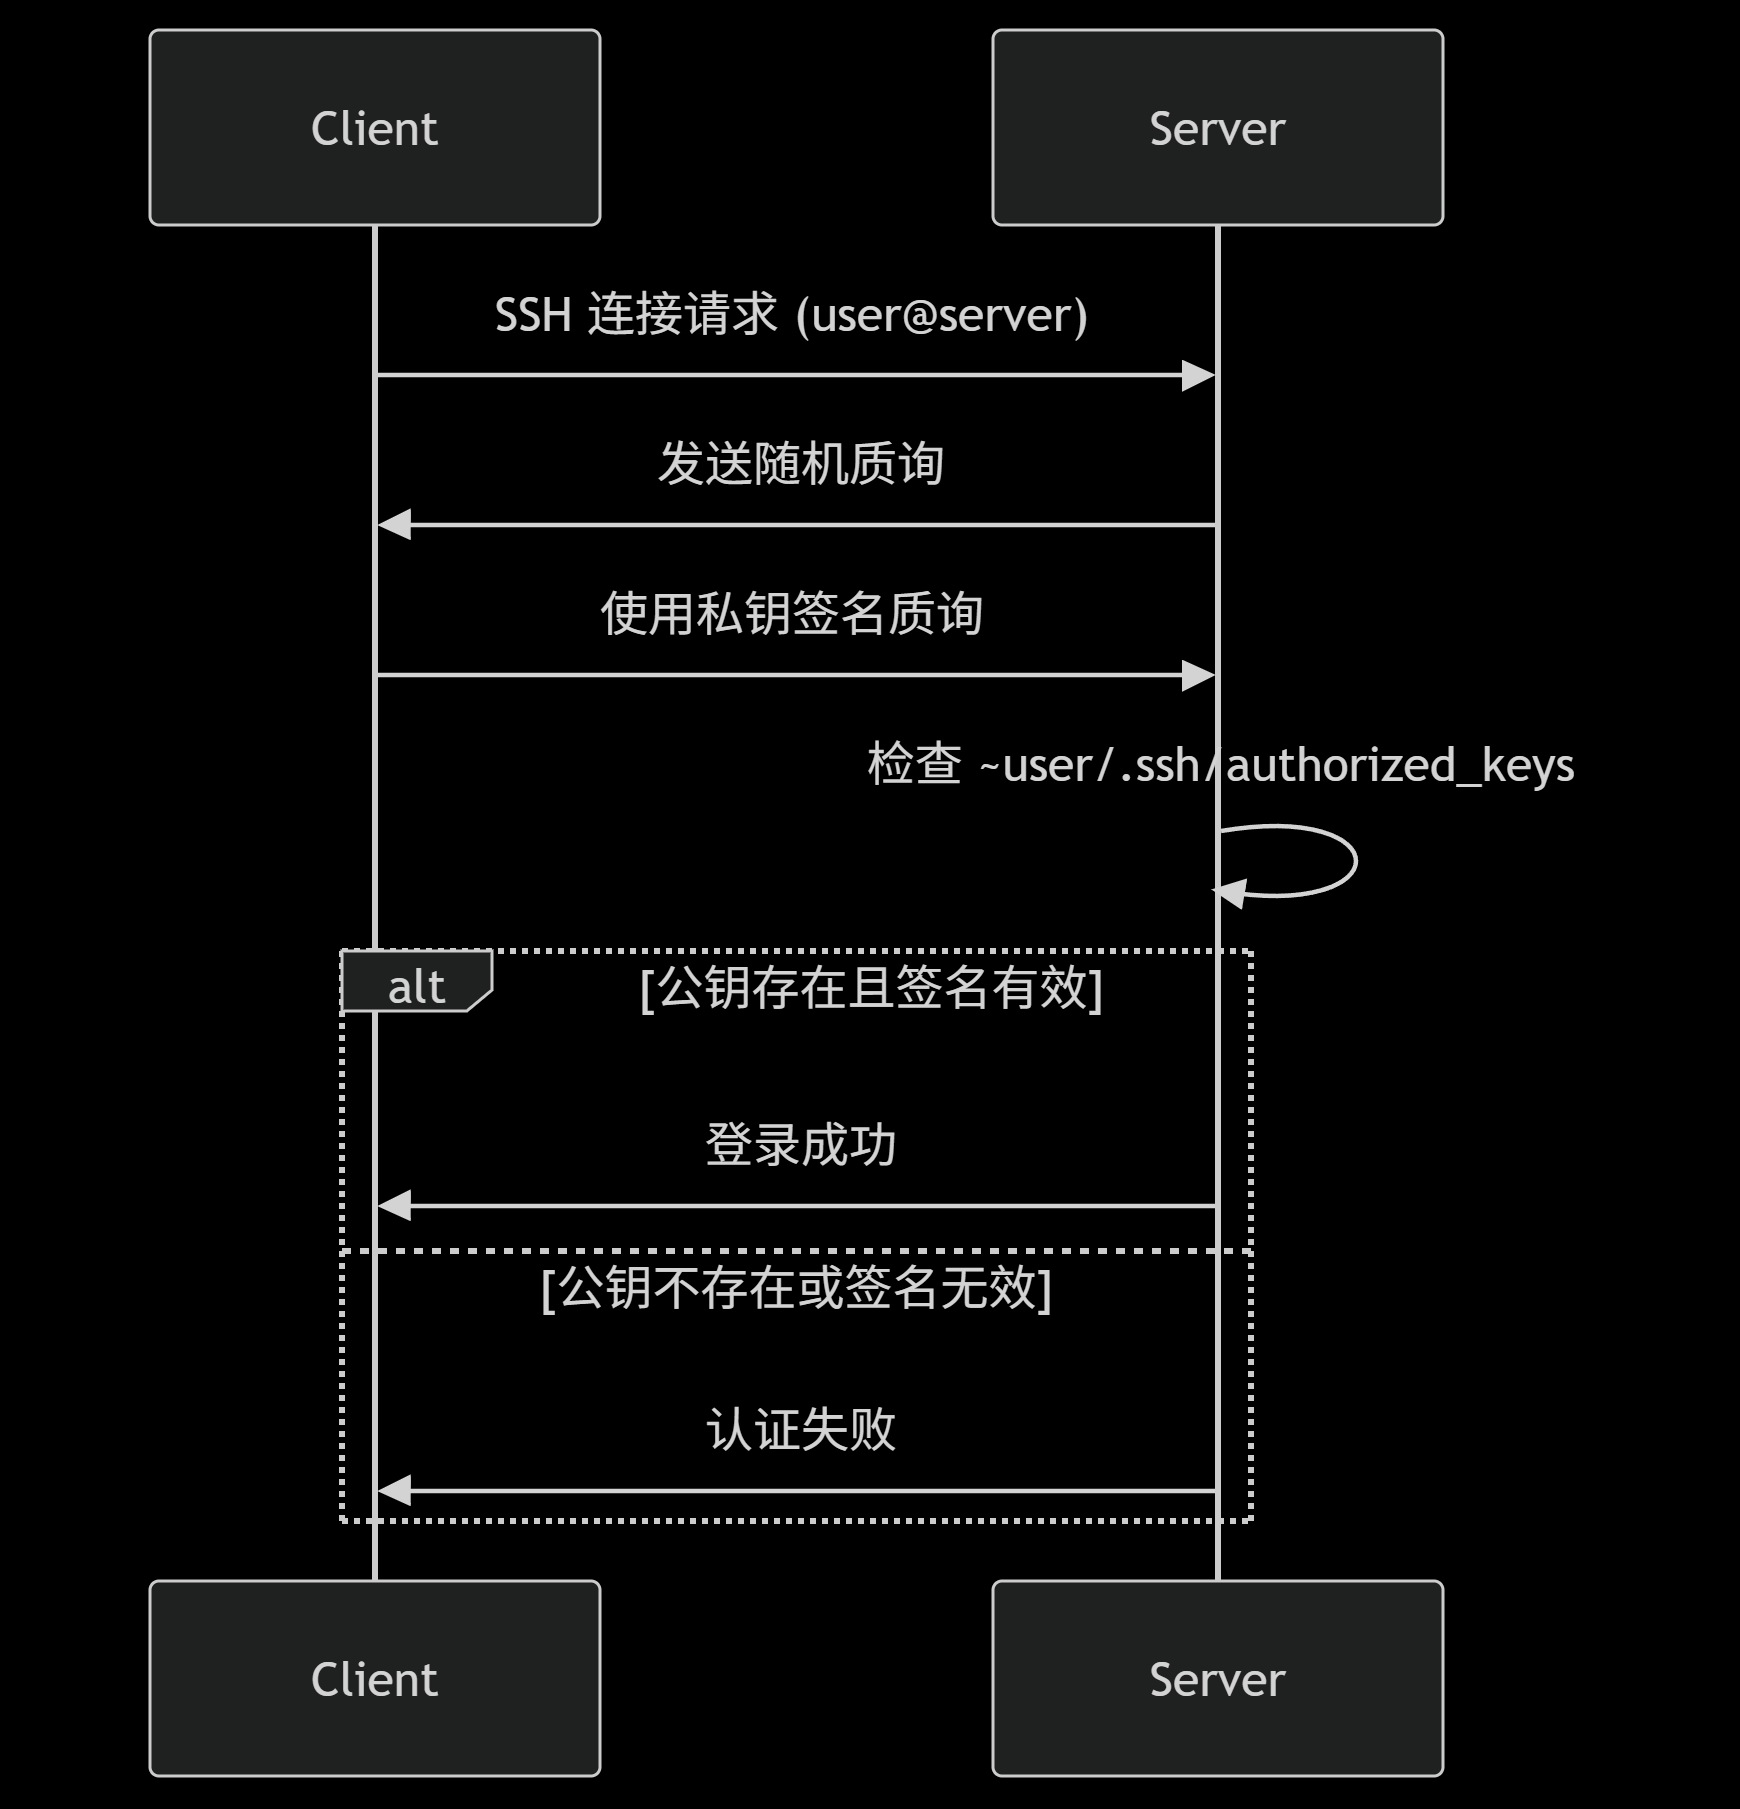 Client
Server
SSH 连接请求 (user@server)
发送随机质询
使用私钥签名质询
检查 ~user/.ssh/authorized_keys
alt
[公钥存在且签名有效]
登录成功
[公钥不存在或签名无效]
认证失败
Client
Server